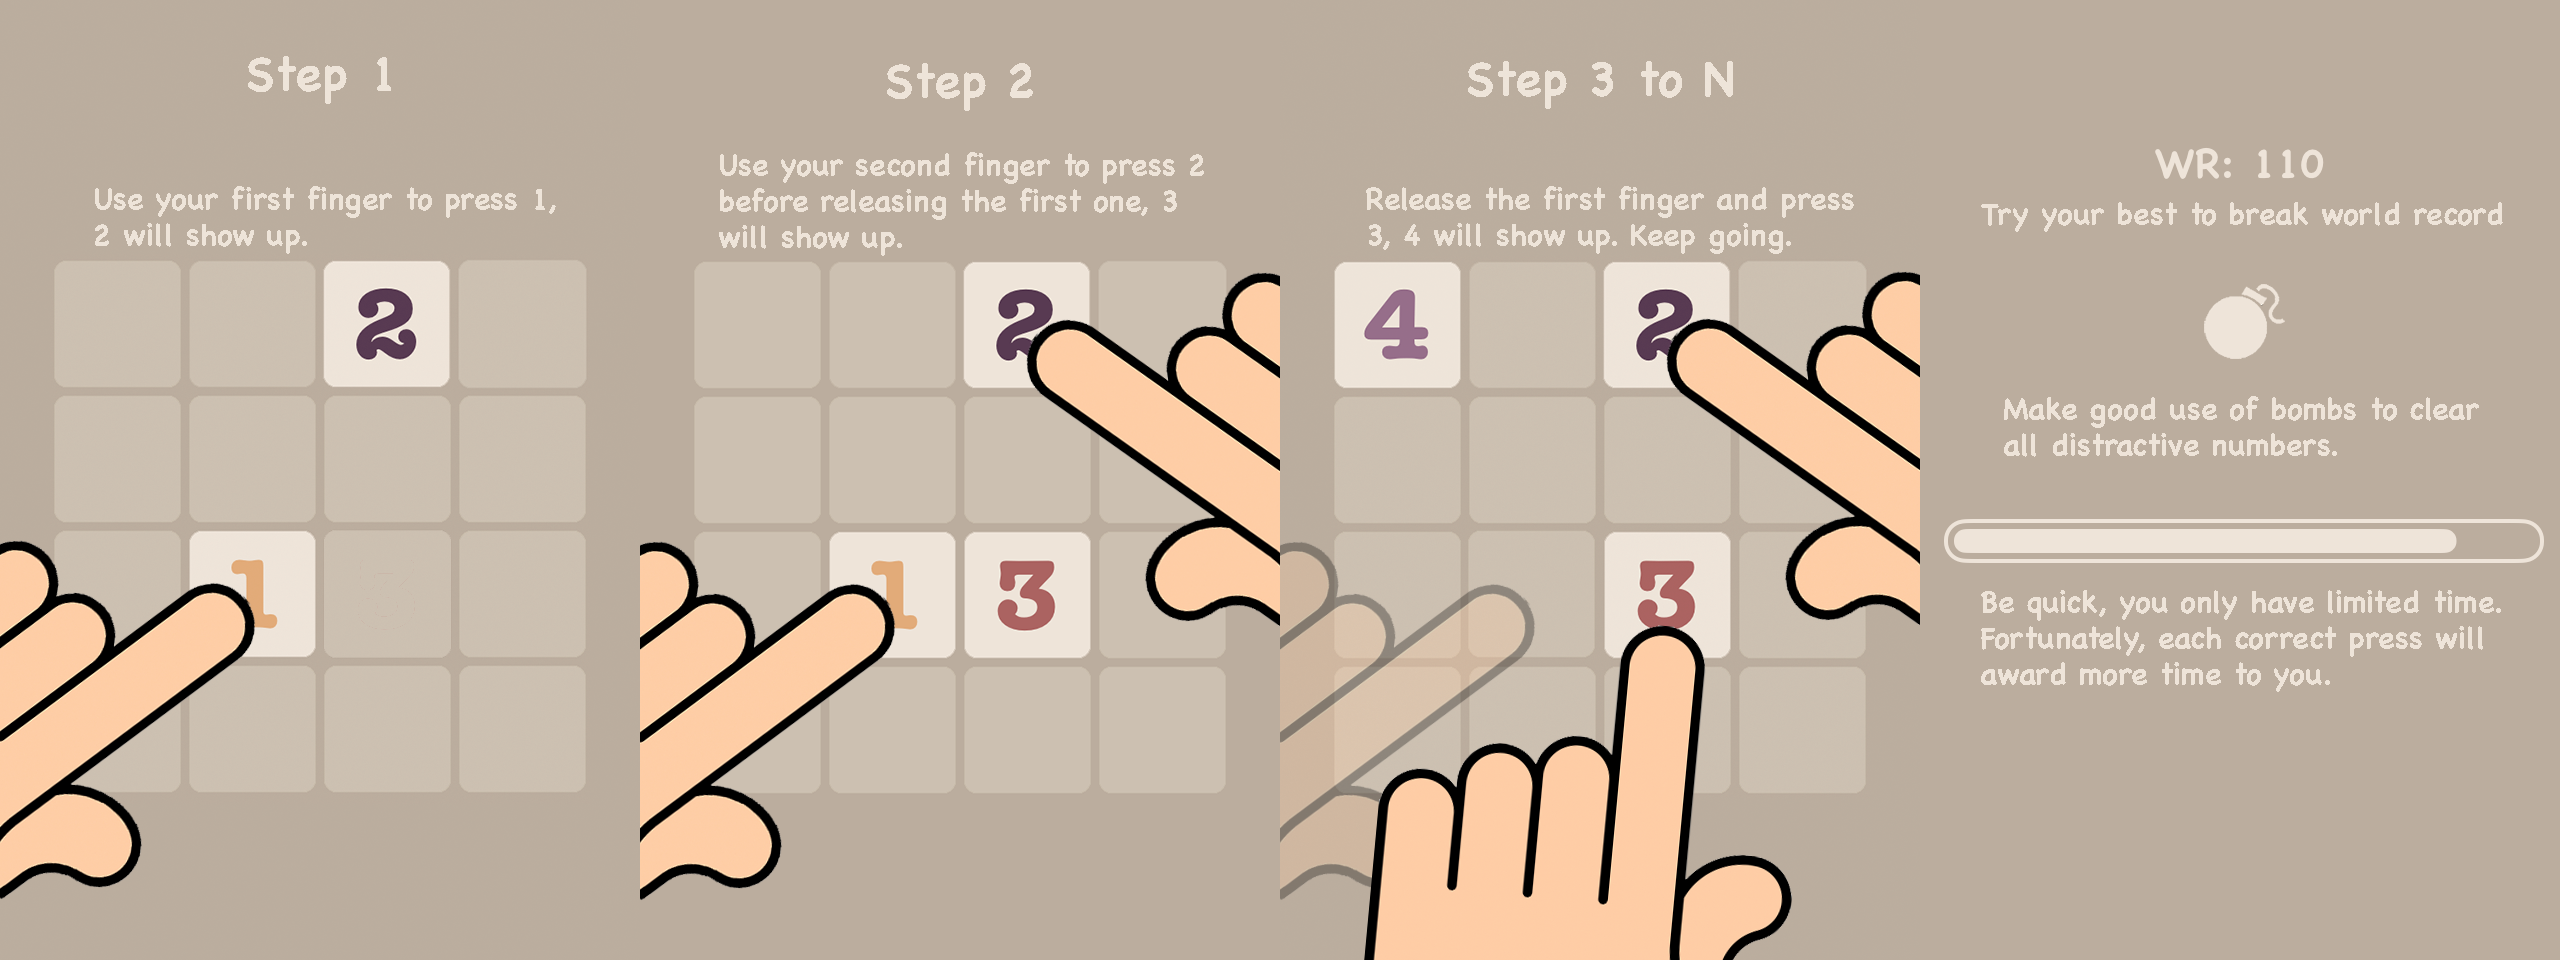 Step 1
Use your first finger to press 1,
2 will show up.
2
1
Step 2
Use your second finger to press 2
before releasing the first one, 3
will show up.
2
1 3
Step 3 to N
Release the first finger and press
3, 4 will show up. Keep going.
4 2
3
WR: 110
Try your best to break world record
Make good use of bombs to clear
all distractive numbers.
Be quick, you only have limited time.
Fortunately, each correct press will
award more time to you.